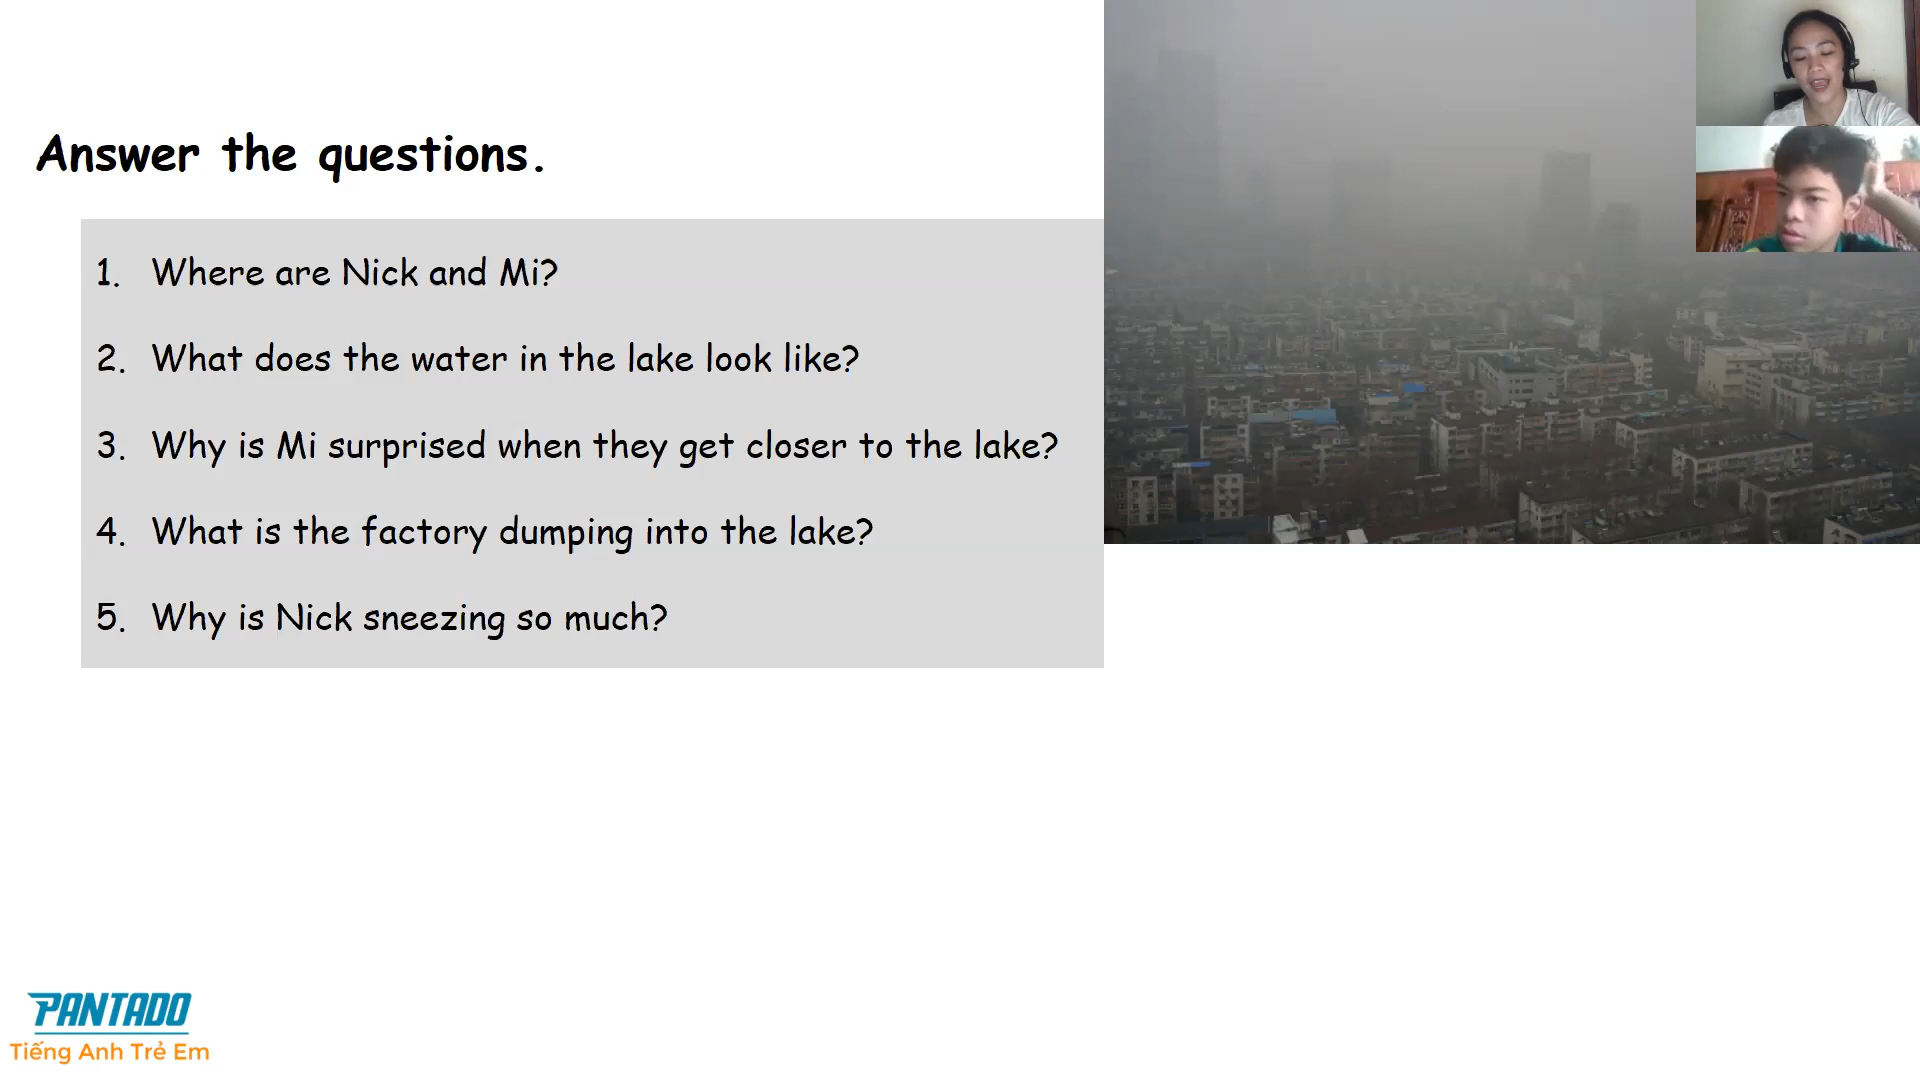 Answer the questions.
1. Where are Nick and Mi?
2. What does the water in the lake look like?
3. Why is Mi surprised when they get closer to the lake?
4. What is the factory dumping into the lake?
5. Why is Nick sneezing so much?
PANTADO
Tiếng Anh Trẻ Em